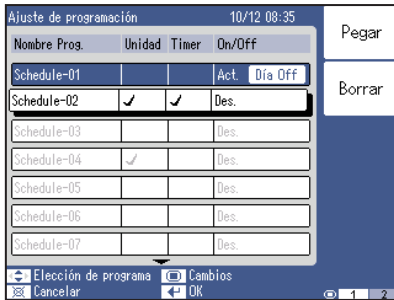 Ajuste de programación 10/12 08:35
Nombre Prog. Unidad Timer On/Off
Schedule-01 Act. Día Off
Schedule-02 ✓ ✓ Des.
Schedule-03 Des.
Schedule-04 ✓ Des.
Schedule-05 Des.
Schedule-06 Des.
Schedule-07 Des.
Elección de programa Cambios
Cancelar OK
Pegar
Borrar
1 2